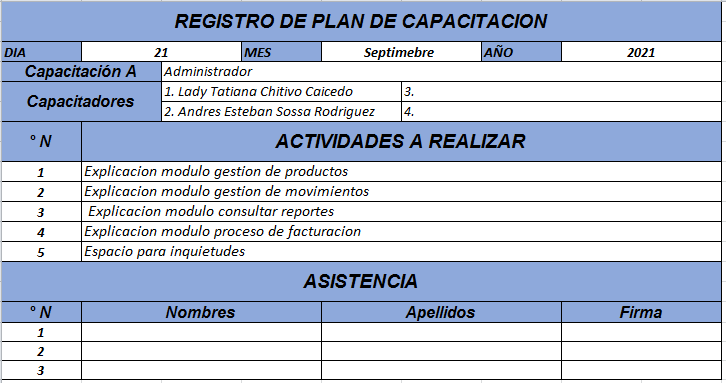 REGISTRO DE PLAN DE CAPACITACION
DIA 21 MES Septimebre AÑO 2021
Capacitación A Administrador
Capacitadores
1. Lady Tatiana Chitivo Caicedo 3.
2. Andres Esteban Sossa Rodriguez 4.
° N ACTIVIDADES A REALIZAR
1 Explicacion modulo gestion de productos
2 Explicacion modulo gestion de movimientos
3 Explicacion modulo consultar reportes
4 Explicacion modulo proceso de facturacion
5 Espacio para inquietudes
ASISTENCIA
° N Nombres Apellidos Firma
1
2
3